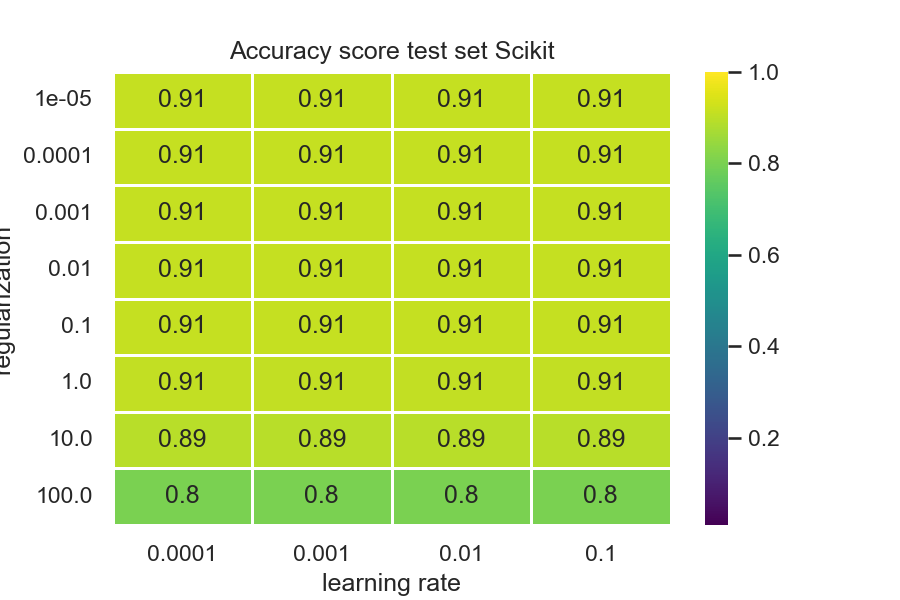 Accuracy score test set Scikit
1e-05 0.91 0.91 0.91 0.91
0.0001 0.91 0.91 0.91 0.91
0.001 0.91 0.91 0.91 0.91
0.01 0.91 0.91 0.91 0.91
0.1 0.91 0.91 0.91 0.91
1.0 0.91 0.91 0.91 0.91
10.0 0.89 0.89 0.89 0.89
100.0 0.8 0.8 0.8 0.8
0.0001 0.001 0.01 0.1
learning rate
regularization
1.0
0.8
0.6
0.4
0.2